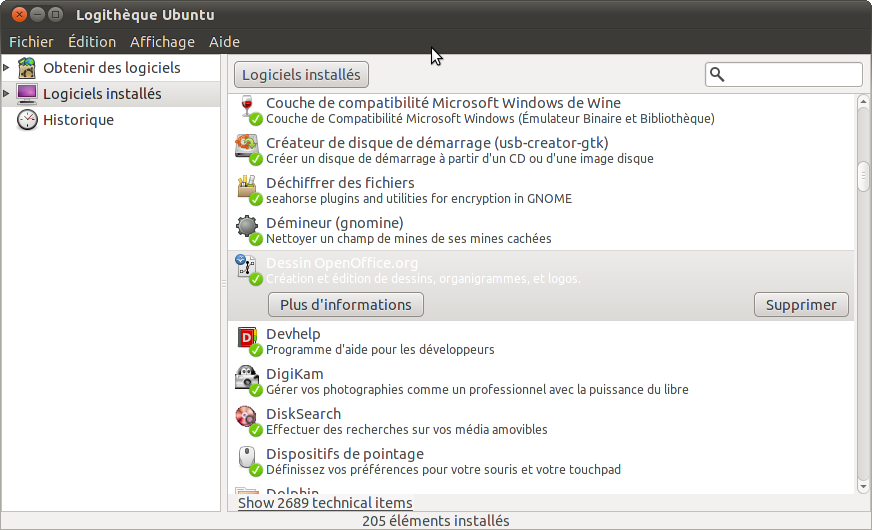 Logithèque Ubuntu
Fichier Édition Affichage Aide
Obtenir des logiciels
Logiciels installés
Historique
Logiciels installés
Couche de compatibilité Microsoft Windows de Wine
Couche de Compatibilité Microsoft Windows (Émulateur Binaire et Bibliothèque)
Créateur de disque de démarrage (usb-creator-gtk)
Créer un disque de démarrage à partir d'un CD ou d'une image disque
Déchiffrer des fichiers
seahorse plugins and utilities for encryption in GNOME
Démineur (gnomine)
Nettoyer un champ de mines de ses mines cachées
Dessin OpenOffice.org
Création et édition de dessins, organigrammes, et logos.
Plus d'informations Supprimer
Devhelp
Programme d'aide pour les développeurs
DigiKam
Gérer vos photographies comme un professionnel avec la puissance du libre
DiskSearch
Effectuer des recherches sur vos média amovibles
Dispositifs de pointage
Définissez vos préférences pour votre souris et votre touchpad
Dolphin
Show 2689 technical items
205 éléments installés